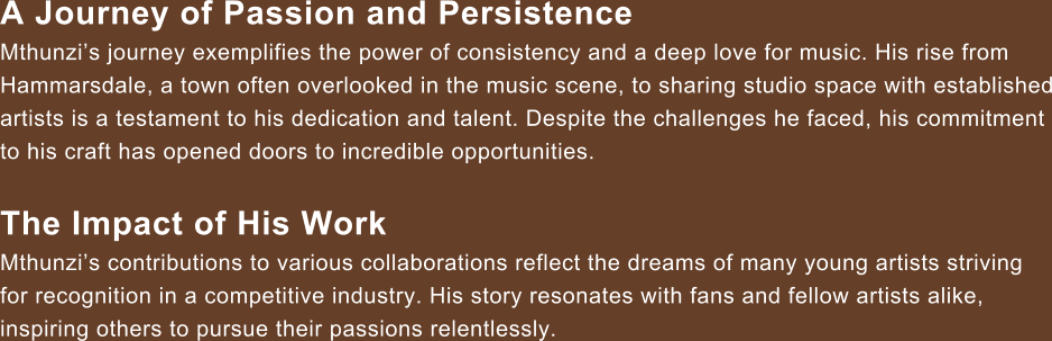 A Journey of Passion and Persistence
Mthunzi’s journey exemplifies the power of consistency and a deep love for music. His rise from
Hammarsdale, a town often overlooked in the music scene, to sharing studio space with established
artists is a testament to his dedication and talent. Despite the challenges he faced, his commitment
to his craft has opened doors to incredible opportunities.
The Impact of His Work
Mthunzi’s contributions to various collaborations reflect the dreams of many young artists striving
for recognition in a competitive industry. His story resonates with fans and fellow artists alike,
inspiring others to pursue their passions relentlessly.